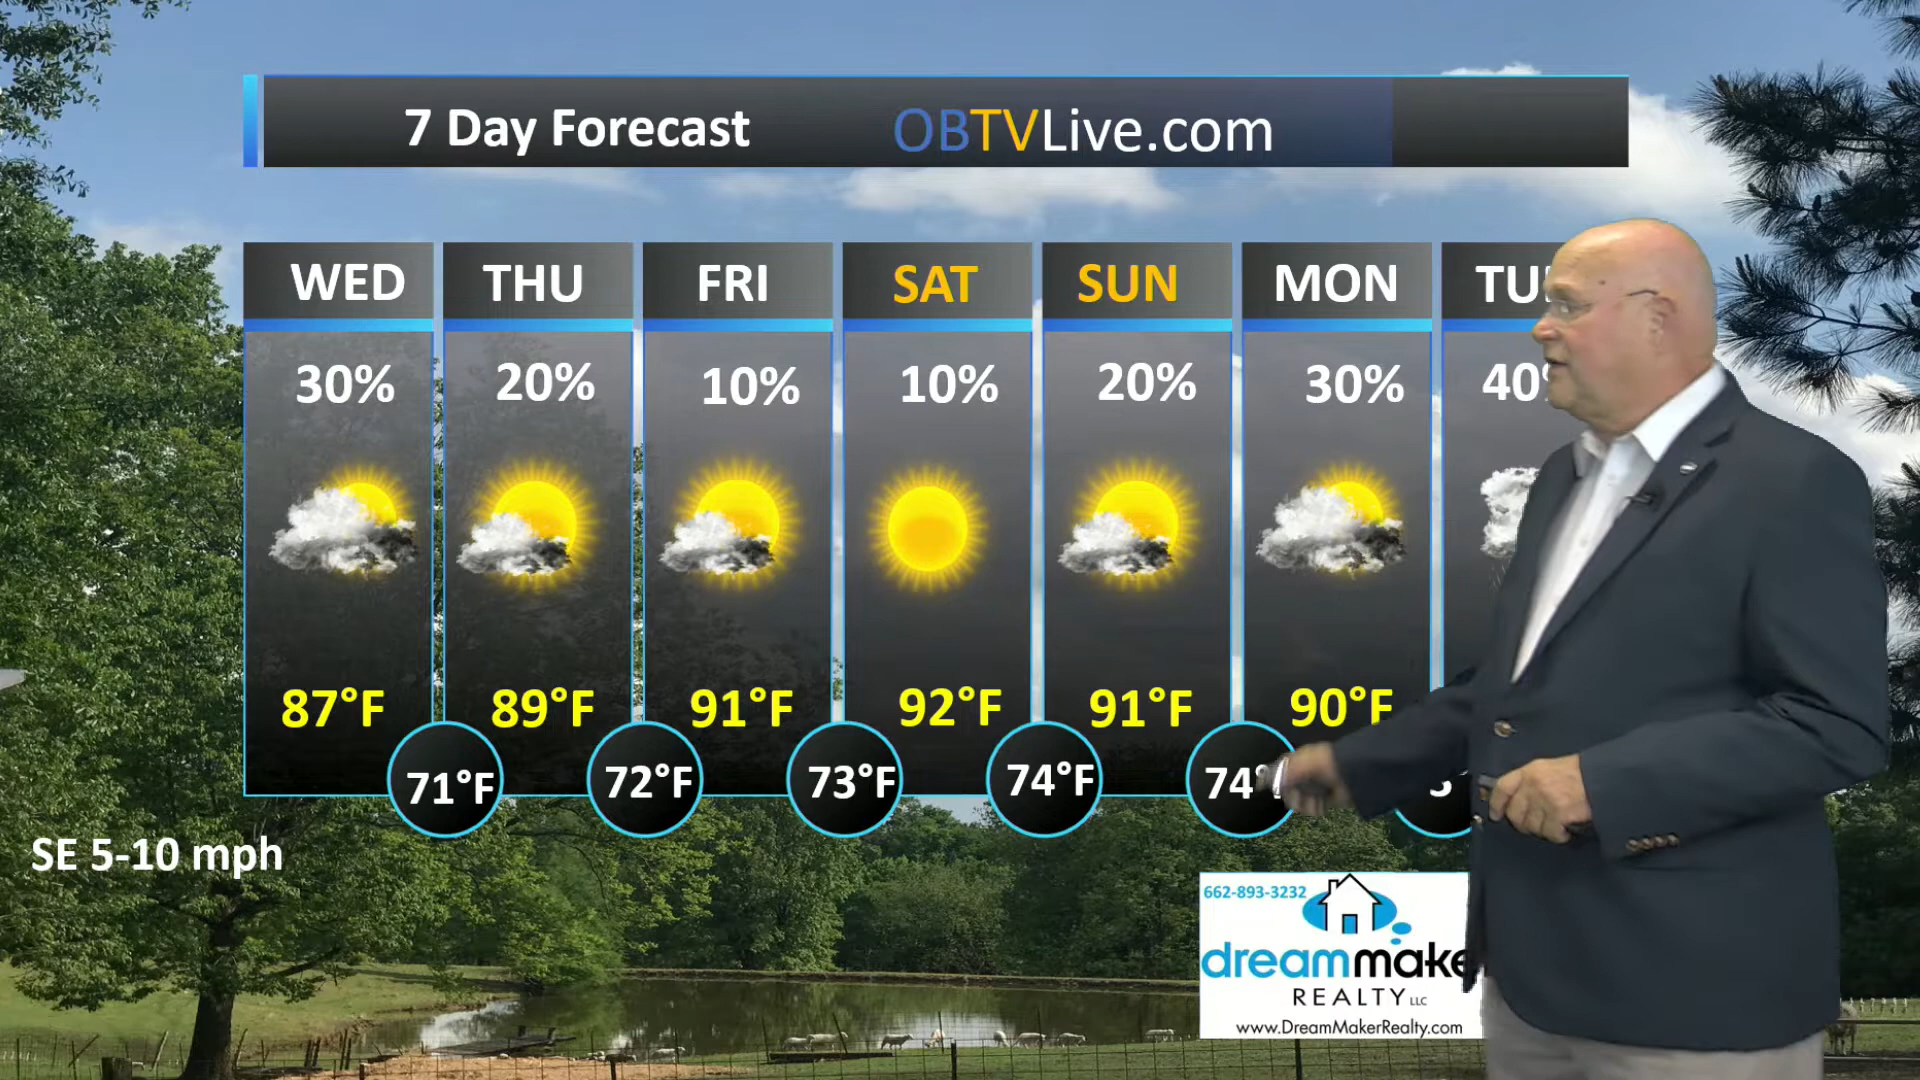 7 Day Forecast OBTVLive.com
WED THU FRI SAT SUN MON
30% 20% 10% 10% 20% 30%
87°F 89°F 91°F 92°F 91°F 90°F
71°F 72°F 73°F 74°F
SE 5-10 mph
662-893-3232
REALTY LLC
www.DreamMakerRealty.com